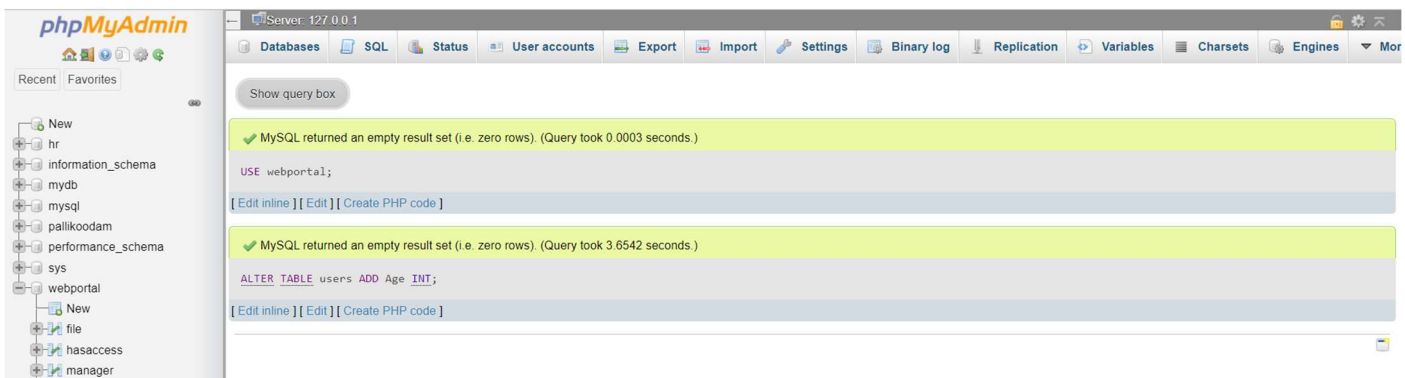 phpMyAdmin
Recent Favorites
New
hr
information_schema
mydb
mysql
pallikoodam
performance_schema
sys
webportal
New
file
hasaccess
manager
Server: 127.0.0.1
Databases SQL Status User accounts Export Import Settings Binary log Replication Variables Charsets Engines Mor
Show query box
MySQL returned an empty result set (i.e. zero rows). (Query took 0.0003 seconds.)
USE webportal;
[ Edit inline ] [ Edit ] [ Create PHP code ]
MySQL returned an empty result set (i.e. zero rows). (Query took 3.6542 seconds.)
ALTER TABLE users ADD Age INT;
[ Edit inline ] [ Edit ] [ Create PHP code ]